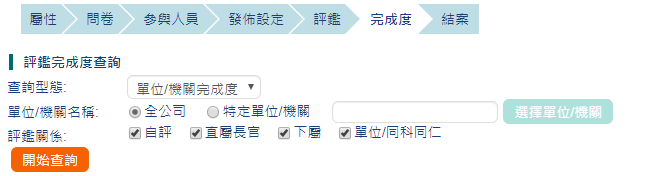 屬性 問卷 參與人員 發佈設定 評鑑 完成度 結案
評鑑完成度查詢
查詢型態: 單位/機關完成度
單位/機關名稱: 全公司 特定單位/機關 選擇單位/機關
評鑑關係: 自評 直屬長官 下屬 單位/同科同仁
開始查詢